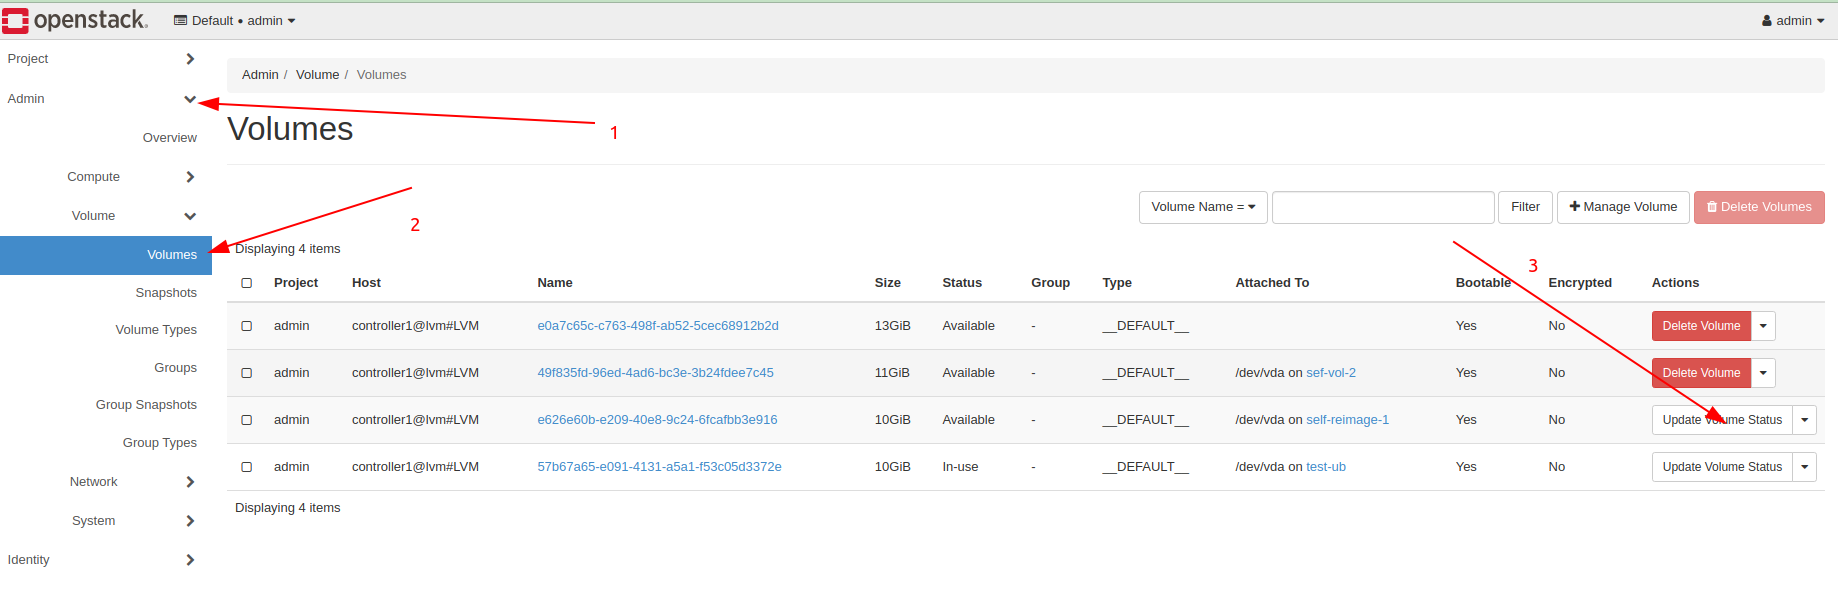 openstack. Default • admin admin
Project
Admin / Volume / Volumes
Admin
1
Volumes
Overview
Compute
Volume
Volume Name = Filter Manage Volume Delete Volumes
2
Displaying 4 items
Volumes
3
Project Host Name Size Status Group Type Attached To Bootable Encrypted Actions
Snapshots
admin controller1@lvm#LVM e0a7c65c-c763-498f-ab52-5cec68912b2d 13GiB Available - __DEFAULT__ Yes No Delete Volume
Volume Types
Groups
admin controller1@lvm#LVM 49f835fd-96ed-4ad6-bc3e-3b24fdee7c45 11GiB Available - __DEFAULT__ /dev/vda on sef-vol-2 Yes No Delete Volume
Group Snapshots
admin controller1@lvm#LVM e626e60b-e209-40e8-9c24-6fcafbb3e916 10GiB Available - __DEFAULT__ /dev/vda on self-reimage-1 Yes No Update Volume Status
Group Types
admin controller1@lvm#LVM 57b67a65-e091-4131-a5a1-f53c05d3372e 10GiB In-use - __DEFAULT__ /dev/vda on test-ub Yes No Update Volume Status
Network
Displaying 4 items
System
Identity